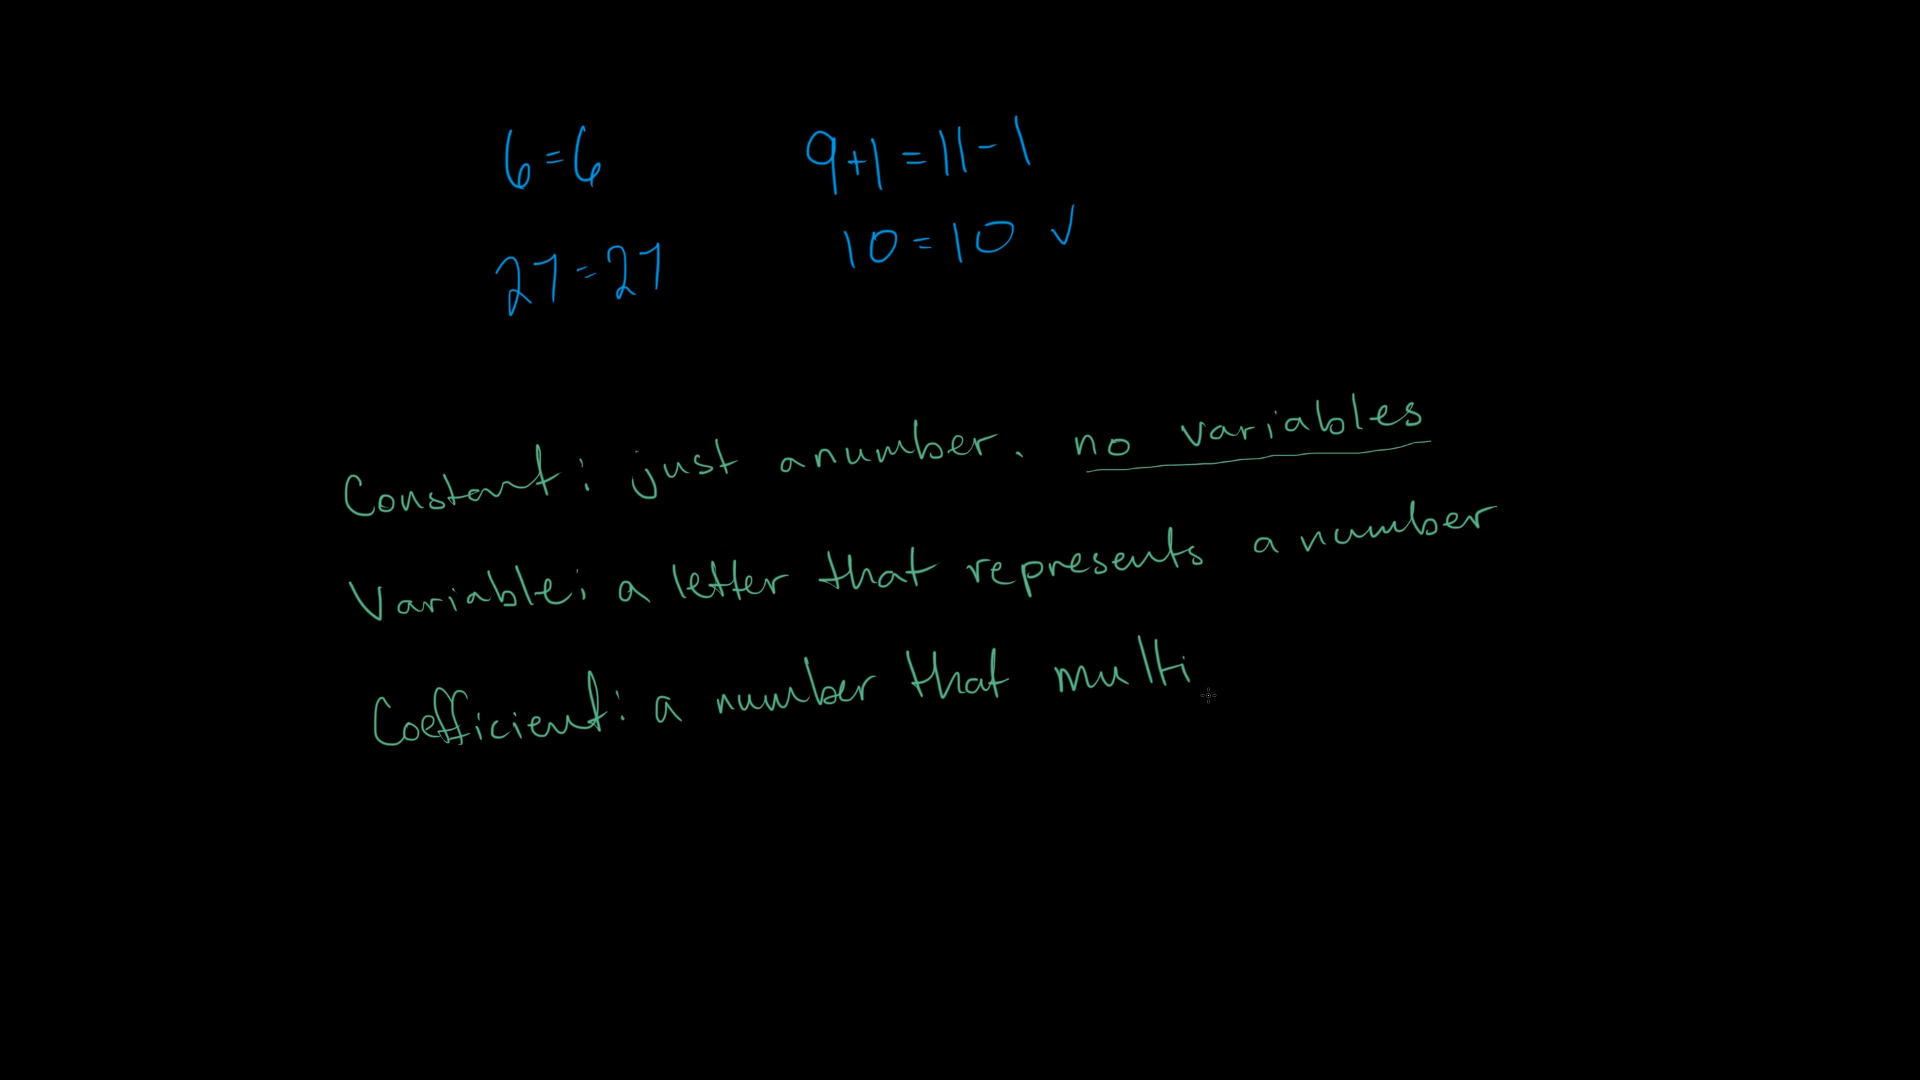 6=6
9+1=11-1
10=10 ✓
27=27
Constant: just a number. no variables
Variable: a letter that represents a number
Coefficient: a number that multi